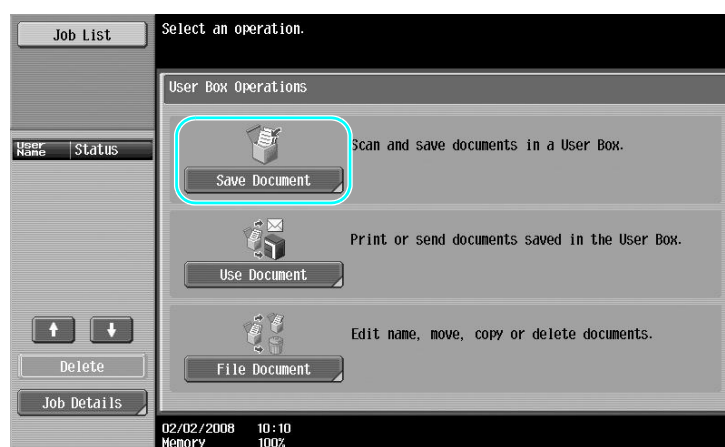 Job List
Select an operation.
User Box Operations
User Name
Status
Scan and save documents in a User Box.
Save Document
Print or send documents saved in the User Box.
Use Document
Edit name, move, copy or delete documents.
File Document
Delete
Job Details
02/02/2008 10:10
Memory 100%